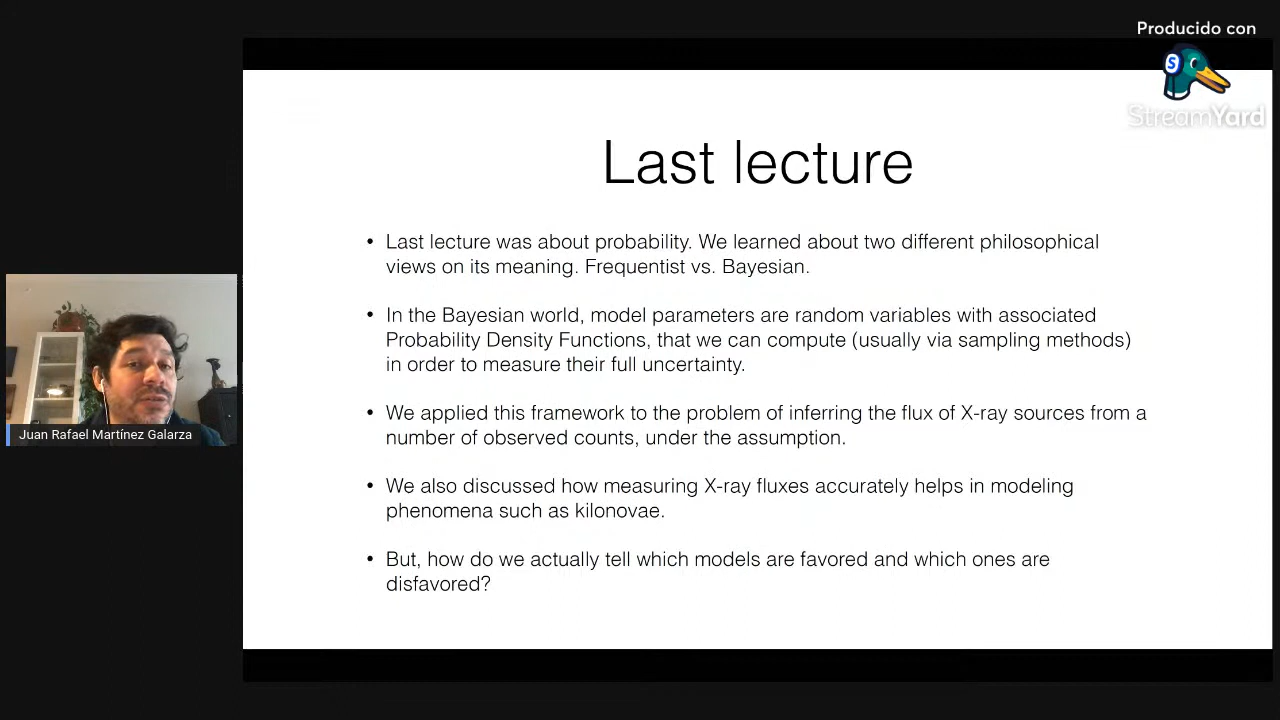 Producido con
StreamYard
Last lecture
• Last lecture was about probability. We learned about two different philosophical
views on its meaning. Frequentist vs. Bayesian.
• In the Bayesian world, model parameters are random variables with associated
Probability Density Functions, that we can compute (usually via sampling methods)
in order to measure their full uncertainty.
• We applied this framework to the problem of inferring the flux of X-ray sources from a
number of observed counts, under the assumption.
• We also discussed how measuring X-ray fluxes accurately helps in modeling
phenomena such as kilonovae.
• But, how do we actually tell which models are favored and which ones are
disfavored?
Juan Rafael Martínez Galarza